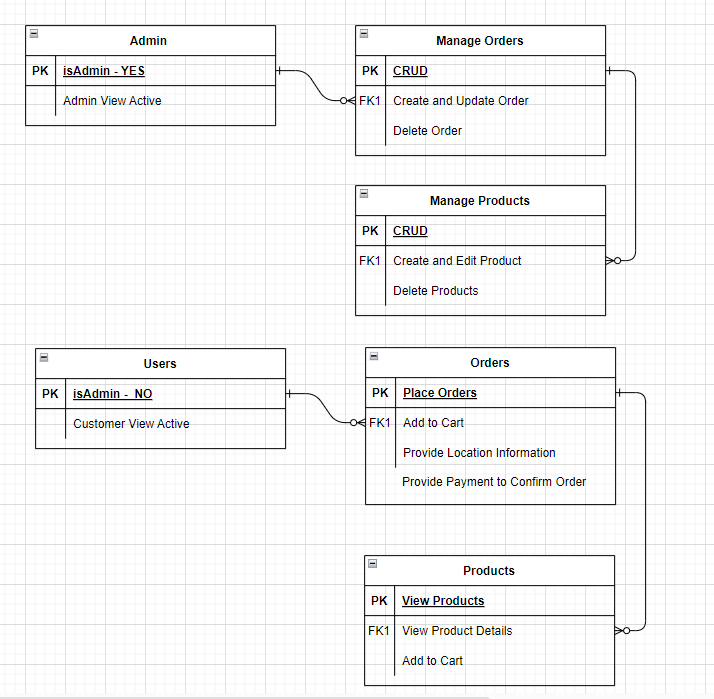 Admin
PK isAdmin - YES
Admin View Active
Manage Orders
PK CRUD
FK1 Create and Update Order
Delete Order
Manage Products
PK CRUD
FK1 Create and Edit Product
Delete Products
Users
PK isAdmin - NO
Customer View Active
Orders
PK Place Orders
FK1 Add to Cart
Provide Location Information
Provide Payment to Confirm Order
Products
PK View Products
FK1 View Product Details
Add to Cart